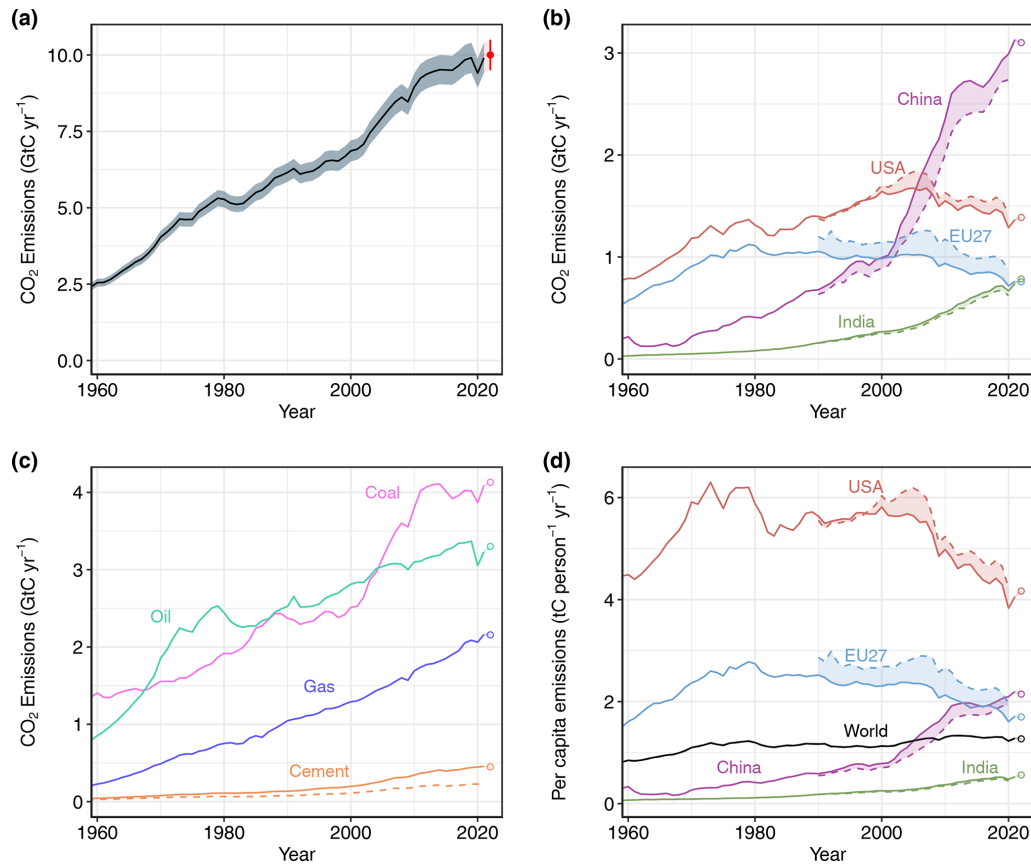 (a)
CO₂ Emissions (GtC yr⁻¹)
10.0
7.5
5.0
2.5
0.0
1960
1980
2000
2020
Year
(b)
CO₂ Emissions (GtC yr⁻¹)
3
2
1
0
China
USA
EU27
India
1960
1980
2000
2020
Year
(c)
CO₂ Emissions (GtC yr⁻¹)
4
3
2
1
0
Coal
Oil
Gas
Cement
1960
1980
2000
2020
Year
(d)
Per capita emissions (tC person⁻¹ yr⁻¹)
6
4
2
0
USA
EU27
World
China
India
1960
1980
2000
2020
Year